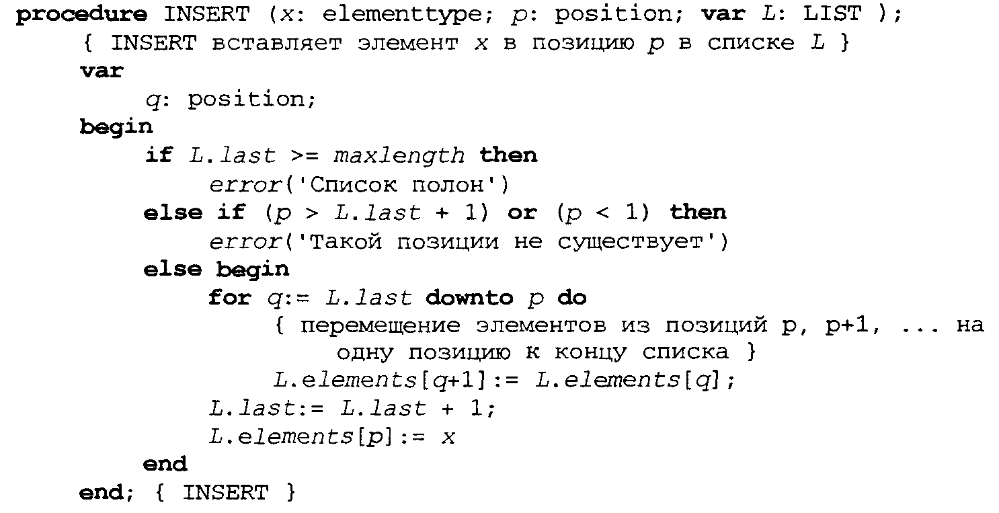 procedure INSERT (x: elementtype; p: position; var L: LIST );
{ INSERT вставляет элемент x в позицию p в списке L }
var
q: position;
begin
if L.last >= maxlength then
error('Список полон')
else if (p > L.last + 1) or (p < 1) then
error('Такой позиции не существует')
else begin
for q:= L.last downto p do
{ перемещение элементов из позиций p, p+1, ... на
одну позицию к концу списка }
L.elements[q+1]:= L.elements[q];
L.last:= L.last + 1;
L.elements[p]:= x
end
end; { INSERT }